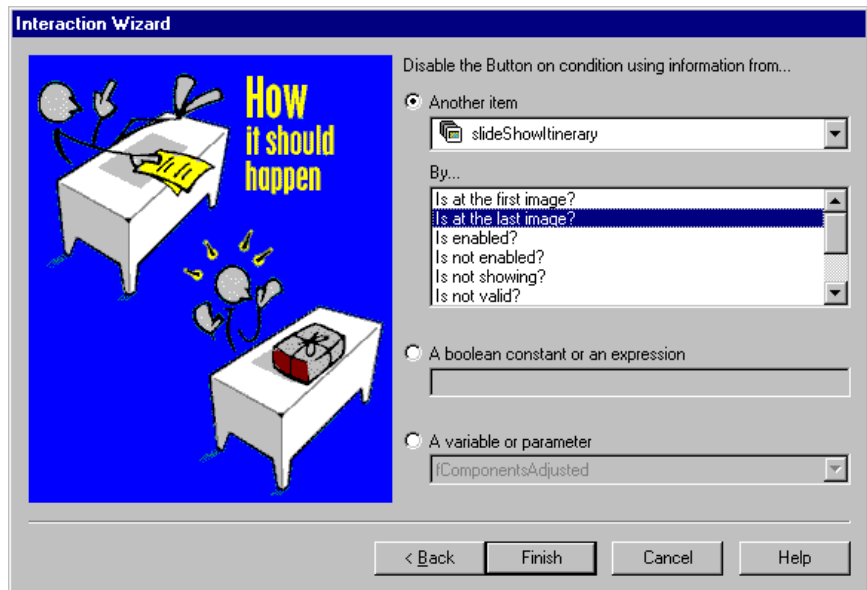 Interaction Wizard
How
it should
happen
Disable the Button on condition using information from...
Another item
slideShowItinerary
By...
Is at the first image?
Is at the last image?
Is enabled?
Is not enabled?
Is not showing?
Is not valid?
A boolean constant or an expression
A variable or parameter
fComponentsAdjusted
< Back
Finish
Cancel
Help